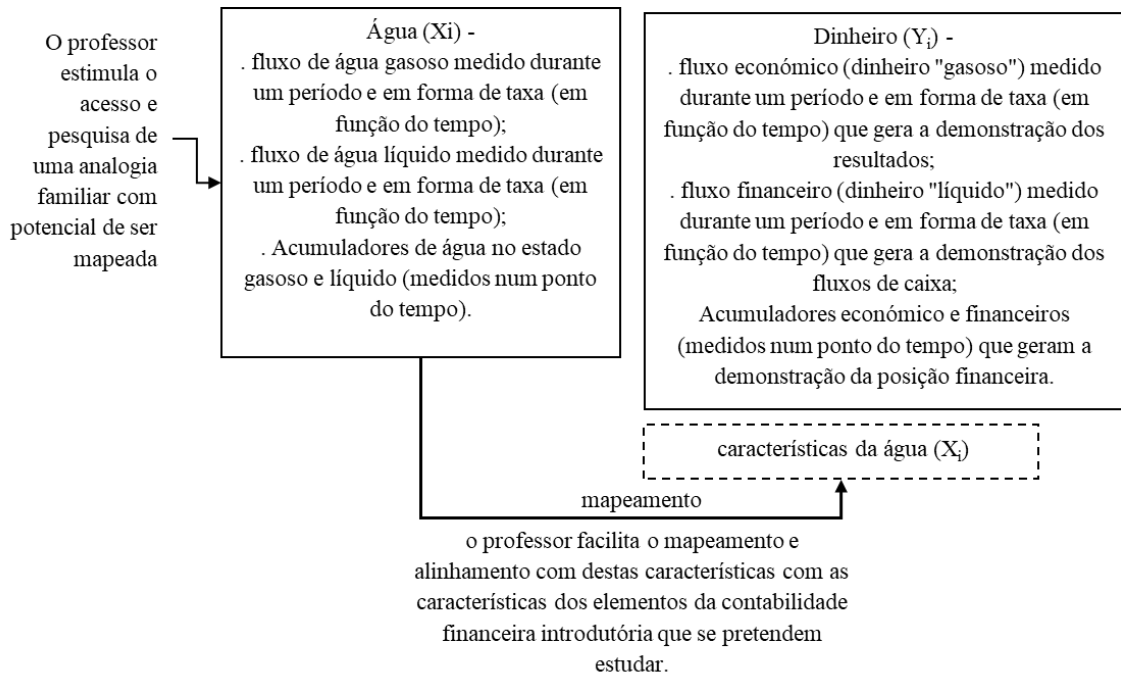 O professor
estimula o
acesso e
pesquisa de
uma analogia
familiar com
potencial de ser
mapeada
Água (Xi) -
. fluxo de água gasoso medido durante
um período e em forma de taxa (em
função do tempo);
. fluxo de água líquido medido durante
um período e em forma de taxa (em
função do tempo);
. Acumuladores de água no estado
gasoso e líquido (medidos num ponto
do tempo).
Dinheiro (Yi) -
. fluxo económico (dinheiro "gasoso") medido
durante um período e em forma de taxa (em
função do tempo) que gera a demonstração dos
resultados;
. fluxo financeiro (dinheiro "líquido") medido
durante um período e em forma de taxa (em
função do tempo) que gera a demonstração dos
fluxos de caixa;
Acumuladores económico e financeiros
(medidos num ponto do tempo) que geram a
demonstração da posição financeira.
características da água (Xi)
mapeamento
o professor facilita o mapeamento e
alinhamento com destas características com as
características dos elementos da contabilidade
financeira introdutória que se pretendem
estudar.